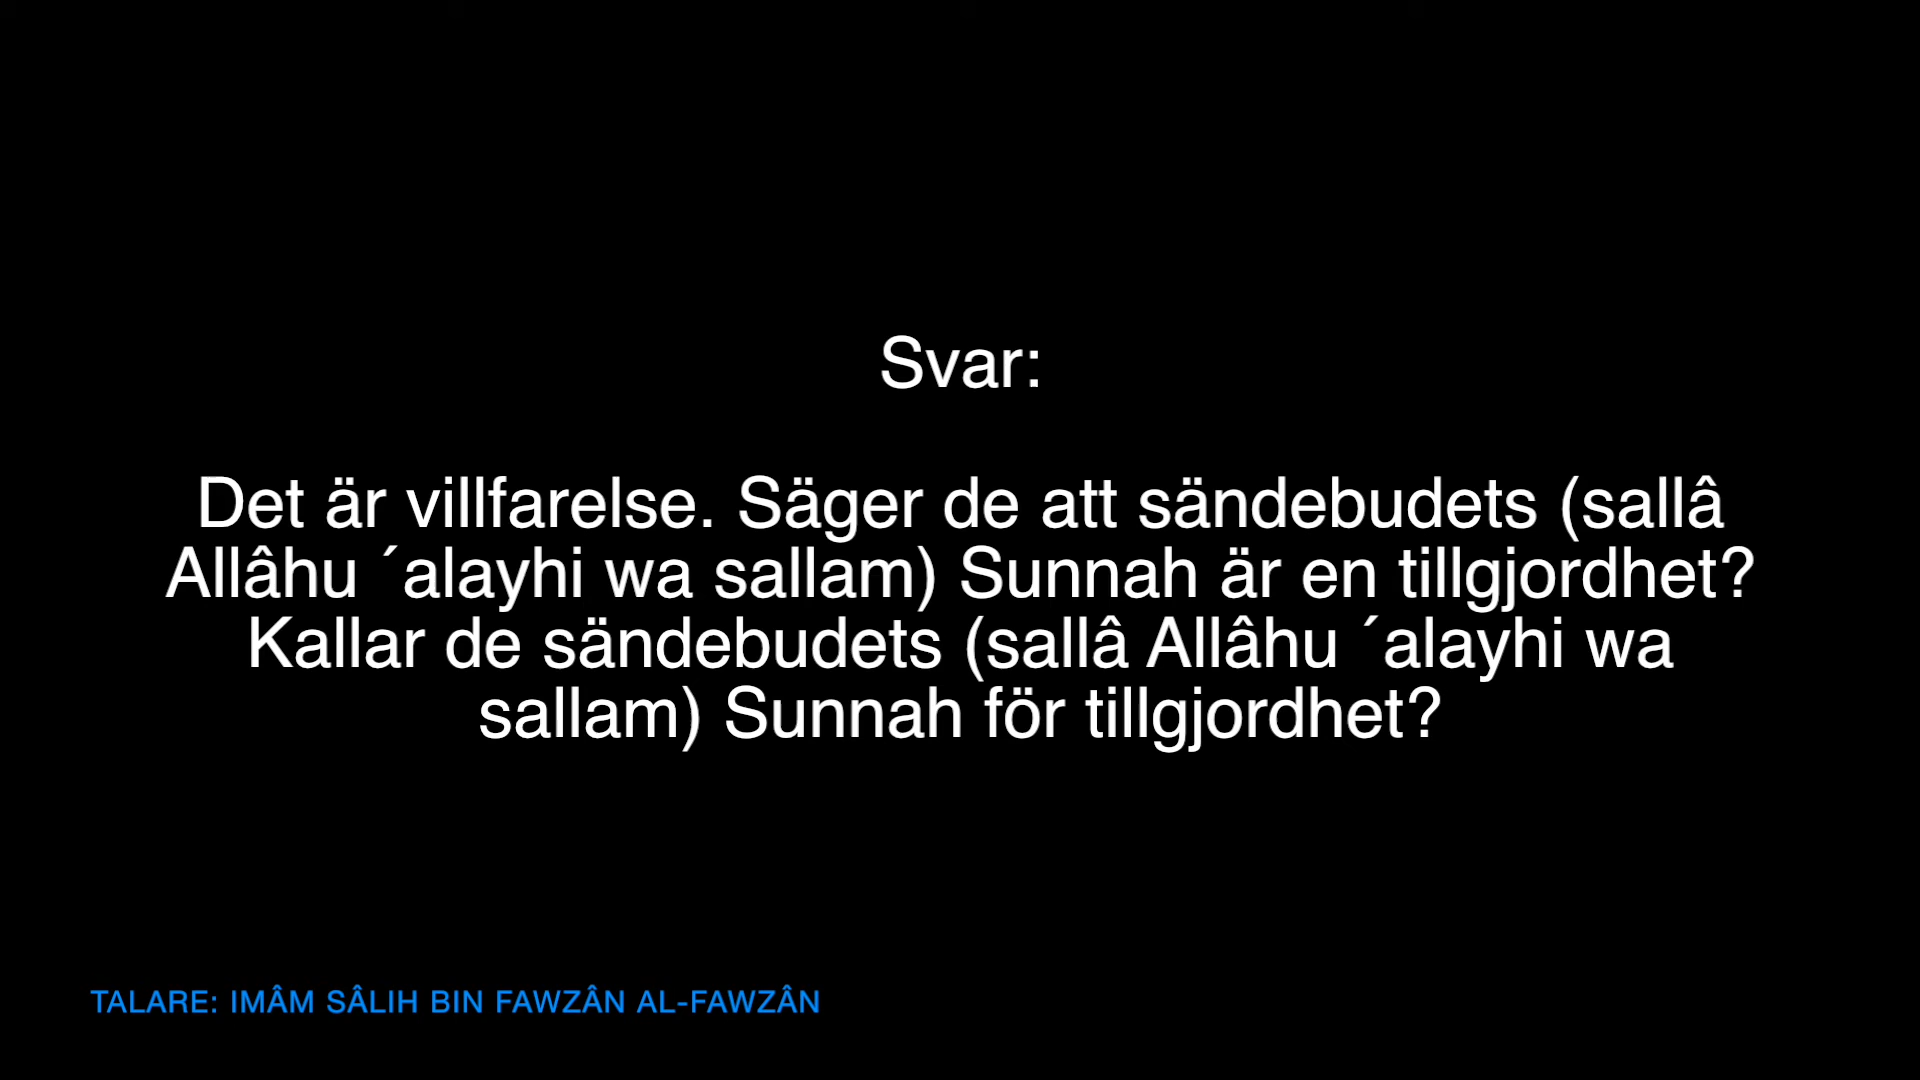 Svar:
Det är villfarelse. Säger de att sändebudets (sallâ
Allâhu ´alayhi wa sallam) Sunnah är en tillgjordhet?
Kallar de sändebudets (sallâ Allâhu ´alayhi wa
sallam) Sunnah för tillgjordhet?
TALARE: IMÂM SÂLIH BIN FAWZÂN AL-FAWZÂN